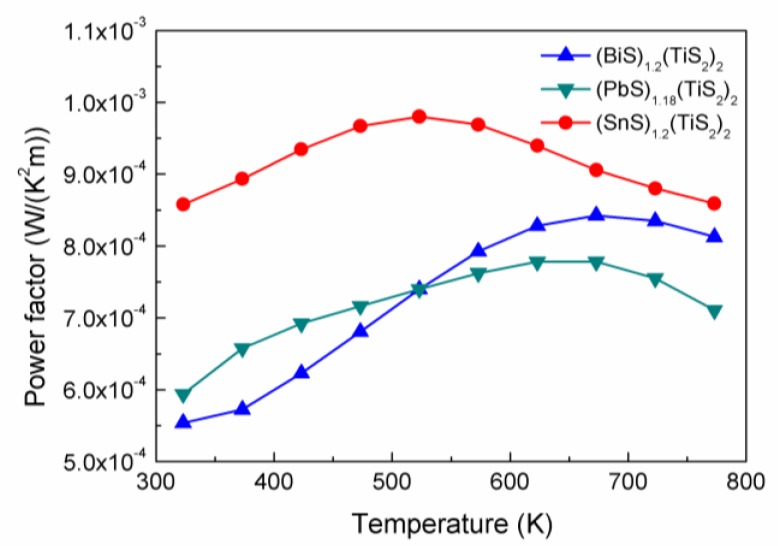 1.1x10⁻³
1.0x10⁻³
9.0x10⁻⁴
8.0x10⁻⁴
7.0x10⁻⁴
6.0x10⁻⁴
5.0x10⁻⁴
Power factor (W/(K²m))
(BiS)₁.₂(TiS₂)₂
(PbS)₁.₁₈(TiS₂)₂
(SnS)₁.₂(TiS₂)₂
300 400 500 600 700 800
Temperature (K)